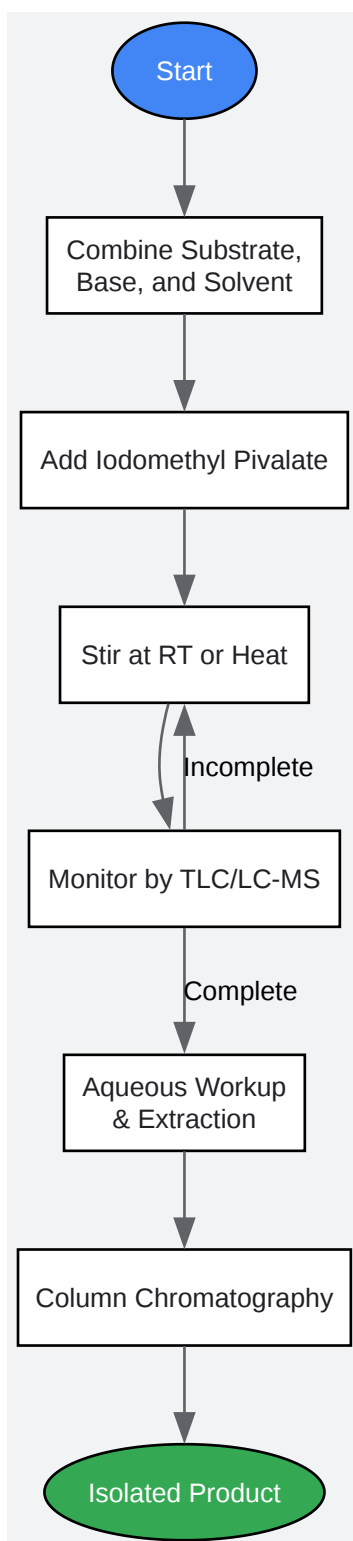 Start
Combine Substrate,
Base, and Solvent
Add Iodomethyl Pivalate
Stir at RT or Heat
Incomplete
Monitor by TLC/LC-MS
Complete
Aqueous Workup
& Extraction
Column Chromatography
Isolated Product